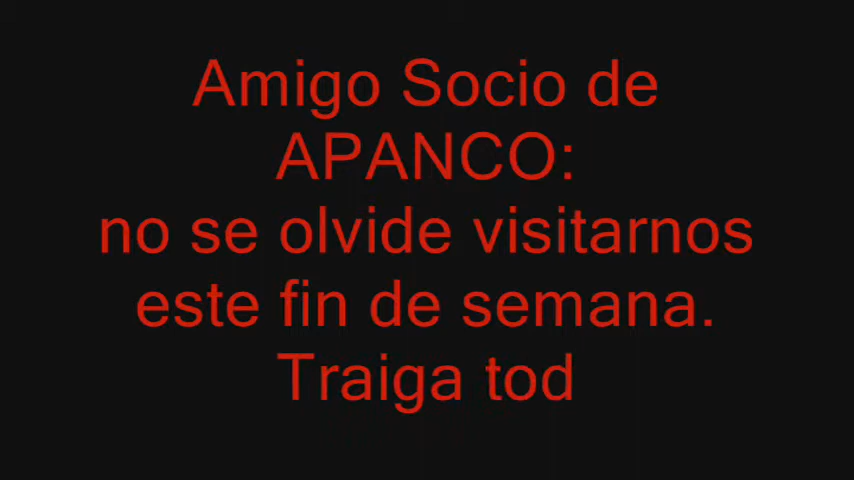 Amigo Socio de
APANCO:
no se olvide visitarnos
este fin de semana.
Traiga tod